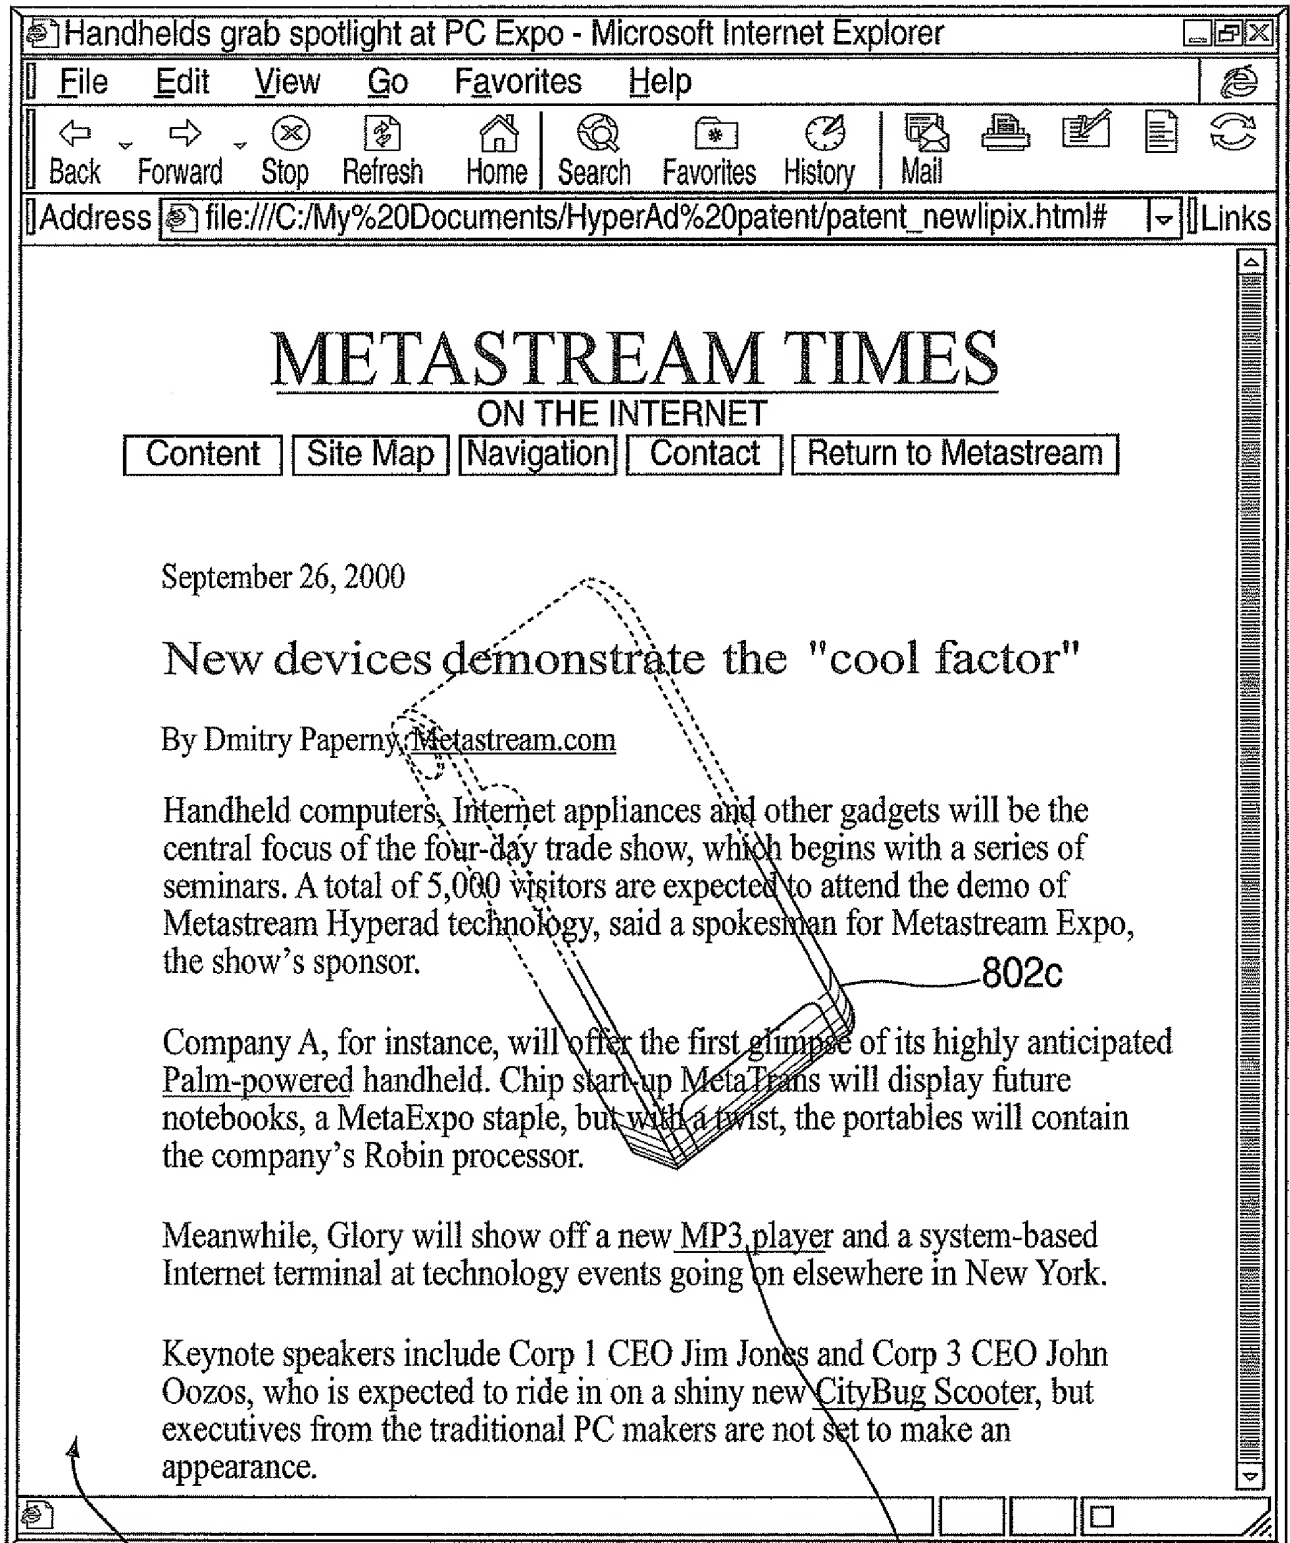 Handhelds grab spotlight at PC Expo - Microsoft Internet Explorer
File Edit View Go Favorites Help
Back Forward Stop Refresh Home Search Favorites History Mail
Address file:///C:/My%20Documents/HyperAd%20patent/patent_newlipix.html# Links
METASTREAM TIMES
ON THE INTERNET
Content Site Map Navigation Contact Return to Metastream
September 26, 2000
New devices demonstrate the "cool factor"
By Dmitry Paperny, Metastream.com
Handheld computers, Internet appliances and other gadgets will be the
central focus of the four-day trade show, which begins with a series of
seminars. A total of 5,000 visitors are expected to attend the demo of
Metastream Hyperad technology, said a spokesman for Metastream Expo,
the show's sponsor.
802c
Company A, for instance, will offer the first glimpse of its highly anticipated
Palm-powered handheld. Chip start-up MetaTrans will display future
notebooks, a MetaExpo staple, but with a twist, the portables will contain
the company's Robin processor.
Meanwhile, Glory will show off a new MP3 player and a system-based
Internet terminal at technology events going on elsewhere in New York.
Keynote speakers include Corp 1 CEO Jim Jones and Corp 3 CEO John
Oozos, who is expected to ride in on a shiny new CityBug Scooter, but
executives from the traditional PC makers are not set to make an
appearance.